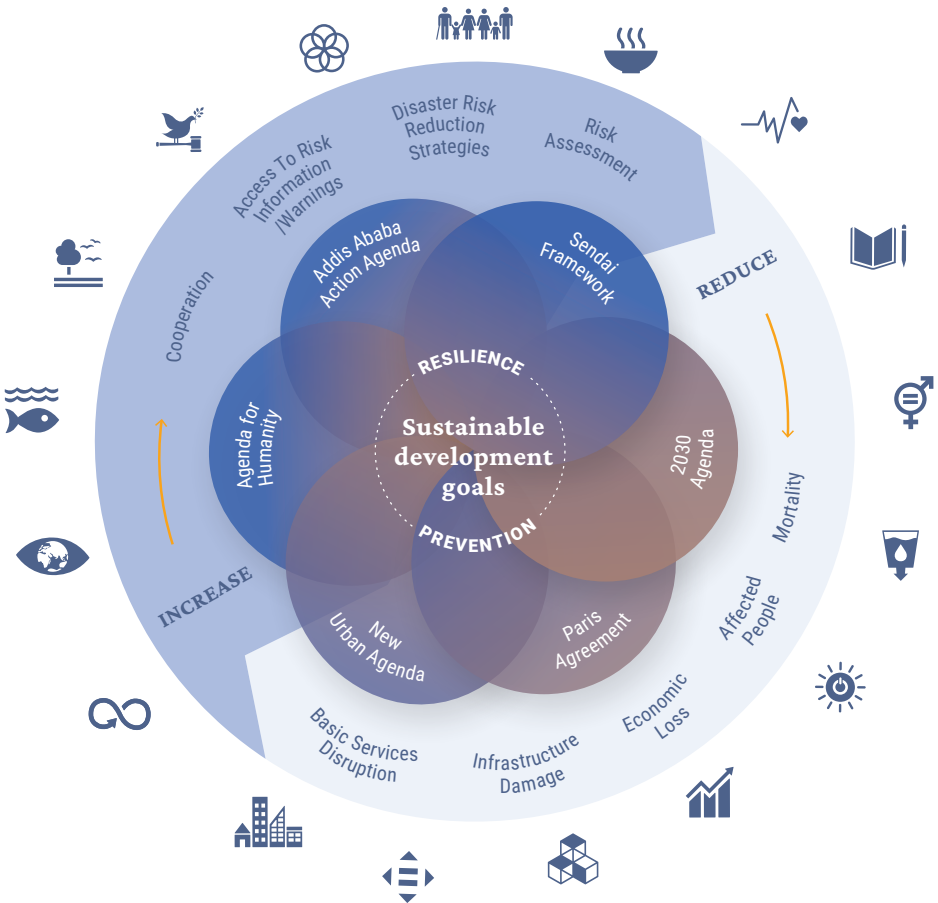 Disaster Risk
Reduction
Strategies
Risk
Assessment
Access To Risk
Information
/Warnings
Cooperation
INCREASE
REDUCE
Mortality
Affected
People
Economic
Loss
Infrastructure
Damage
Basic Services
Disruption
Addis Ababa
Action Agenda
Sendai
Framework
2030
Agenda
Paris
Agreement
New
Urban Agenda
Agenda for
Humanity
RESILIENCE
Sustainable
development
goals
PREVENTION